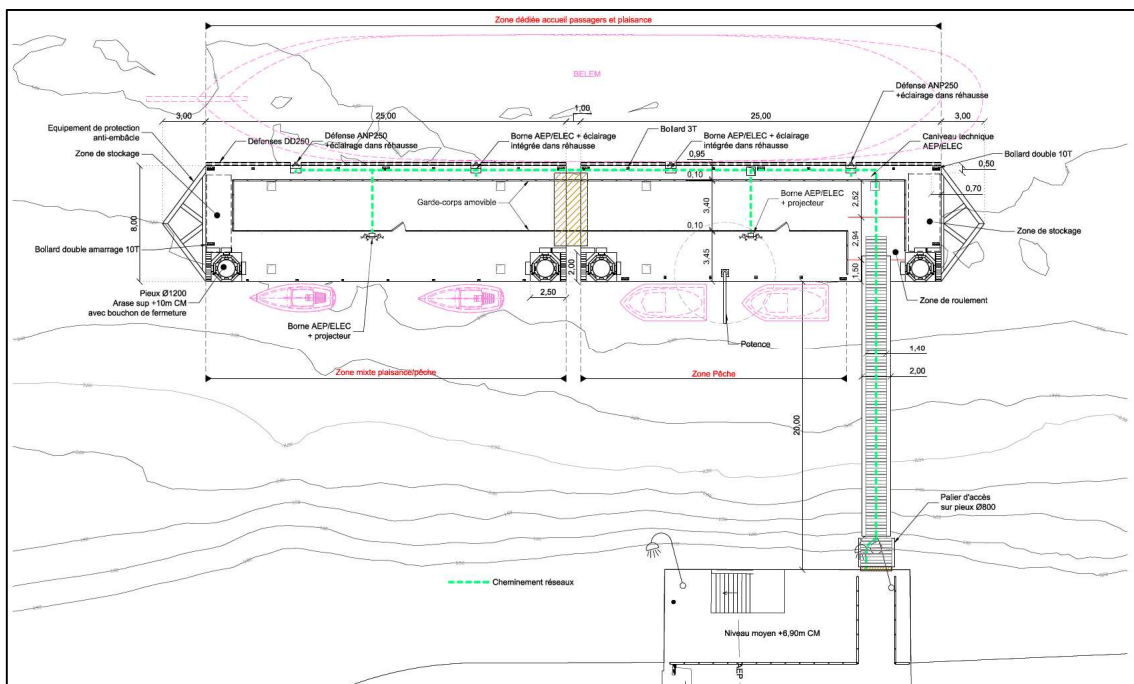 Zone dédiée accueil passagers et plaisance
BELEM
3,00
25,00
1,00
25,00
3,00
Défense ANP250
+éclairage dans réhausse
Equipement de protection
anti-embâcle
Zone de stockage
Défenses DD250
Défense ANP250
+éclairage dans réhausse
Borne AEP/ELEC + éclairage
intégrée dans réhausse
Bollard 3T
0,95
Borne AEP/ELEC + éclairage
intégrée dans réhausse
Caniveau technique
AEP/ELEC
Bollard double 10T
0,50
0,10
0,70
8,00
Garde-corps amovible
3,40
Borne AEP/ELEC
+ projecteur
2,62
0,10
2,94
Zone de stockage
Bollard double amarrage 10T
3,45
2,00
1,50
Pieux Ø1200
Arase sup +10m CM
avec bouchon de fermeture
2,50
Zone de roulement
Borne AEP/ELEC
+ projecteur
Potence
1,40
Zone mixte plaisance/pêche
Zone Pêche
2,00
20,00
Palier d'accès
sur pieux Ø800
Cheminement réseaux
Niveau moyen +6,90m CM
AEP